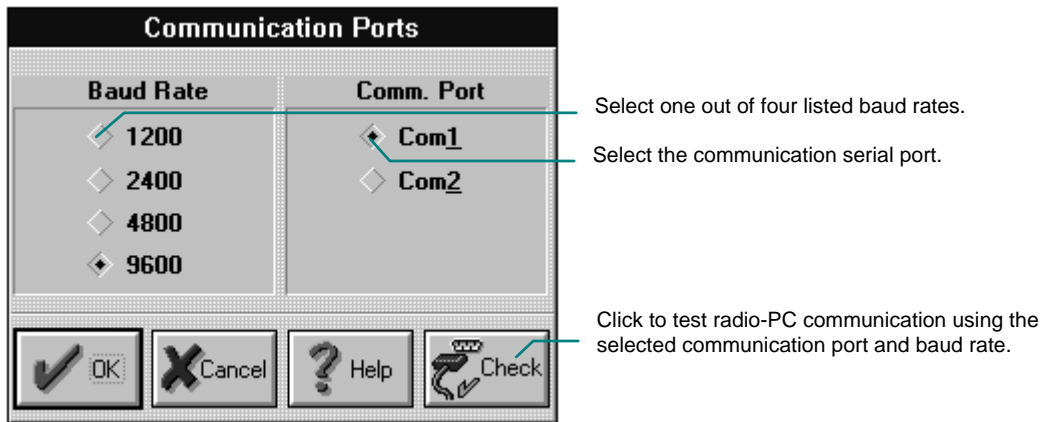 Communication Ports
Baud Rate
1200
2400
4800
9600
Comm. Port
Com1
Com2
OK
Cancel
Help
Check
Select one out of four listed baud rates.
Select the communication serial port.
Click to test radio-PC communication using the
selected communication port and baud rate.